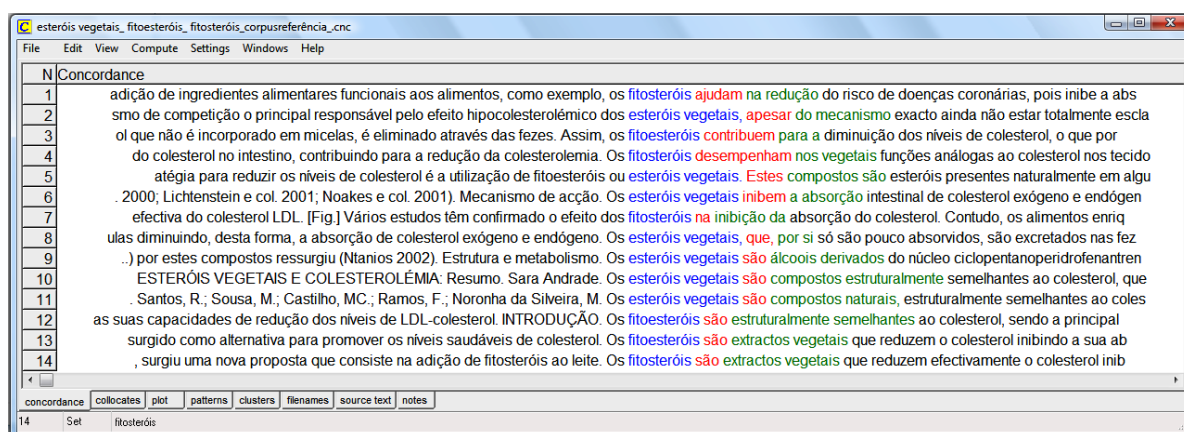 esteróis vegetais_ fitoesteróis_ fitosteróis_corpusreferência_.cnc
File Edit View Compute Settings Windows Help
N Concordance
1 adição de ingredientes alimentares funcionais aos alimentos, como exemplo, os fitosteróis ajudam na redução do risco de doenças coronárias, pois inibe a abs
2 smo de competição o principal responsável pelo efeito hipocolesterolémico dos esteróis vegetais, apesar do mecanismo exacto ainda não estar totalmente escla
3 ol que não é incorporado em micelas, é eliminado através das fezes. Assim, os fitoesteróis contribuem para a diminuição dos níveis de colesterol, o que por
4 do colesterol no intestino, contribuindo para a redução da colesterolemia. Os fitosteróis desempenham nos vegetais funções análogas ao colesterol nos tecido
5 atégia para reduzir os níveis de colesterol é a utilização de fitoesteróis ou esteróis vegetais. Estes compostos são esteróis presentes naturalmente em algu
6 . 2000; Lichtenstein e col. 2001; Noakes e col. 2001). Mecanismo de acção. Os esteróis vegetais inibem a absorção intestinal de colesterol exógeno e endógen
7 efectiva do colesterol LDL. [Fig.] Vários estudos têm confirmado o efeito dos fitosteróis na inibição da absorção do colesterol. Contudo, os alimentos enriq
8 ulas diminuindo, desta forma, a absorção de colesterol exógeno e endógeno. Os esteróis vegetais, que, por si só são pouco absorvidos, são excretados nas fez
9 ..) por estes compostos ressurgiu (Ntanios 2002). Estrutura e metabolismo. Os esteróis vegetais são álcoois derivados do núcleo ciclopentanoperidrofenantren
10 ESTERÓIS VEGETAIS E COLESTEROLÉMIA: Resumo. Sara Andrade. Os esteróis vegetais são compostos estruturalmente semelhantes ao colesterol, que
11 . Santos, R.; Sousa, M.; Castilho, MC.; Ramos, F.; Noronha da Silveira, M. Os esteróis vegetais são compostos naturais, estruturalmente semelhantes ao coles
12 as suas capacidades de redução dos níveis de LDL-colesterol. INTRODUÇÃO. Os fitoesteróis são estruturalmente semelhantes ao colesterol, sendo a principal
13 surgido como alternativa para promover os níveis saudáveis de colesterol. Os fitoesteróis são extractos vegetais que reduzem o colesterol inibindo a sua ab
14 , surgiu uma nova proposta que consiste na adição de fitosteróis ao leite. Os fitosteróis são extractos vegetais que reduzem efectivamente o colesterol inib
concordance collocates plot patterns clusters filenames source text notes
14 Set fitosteróis